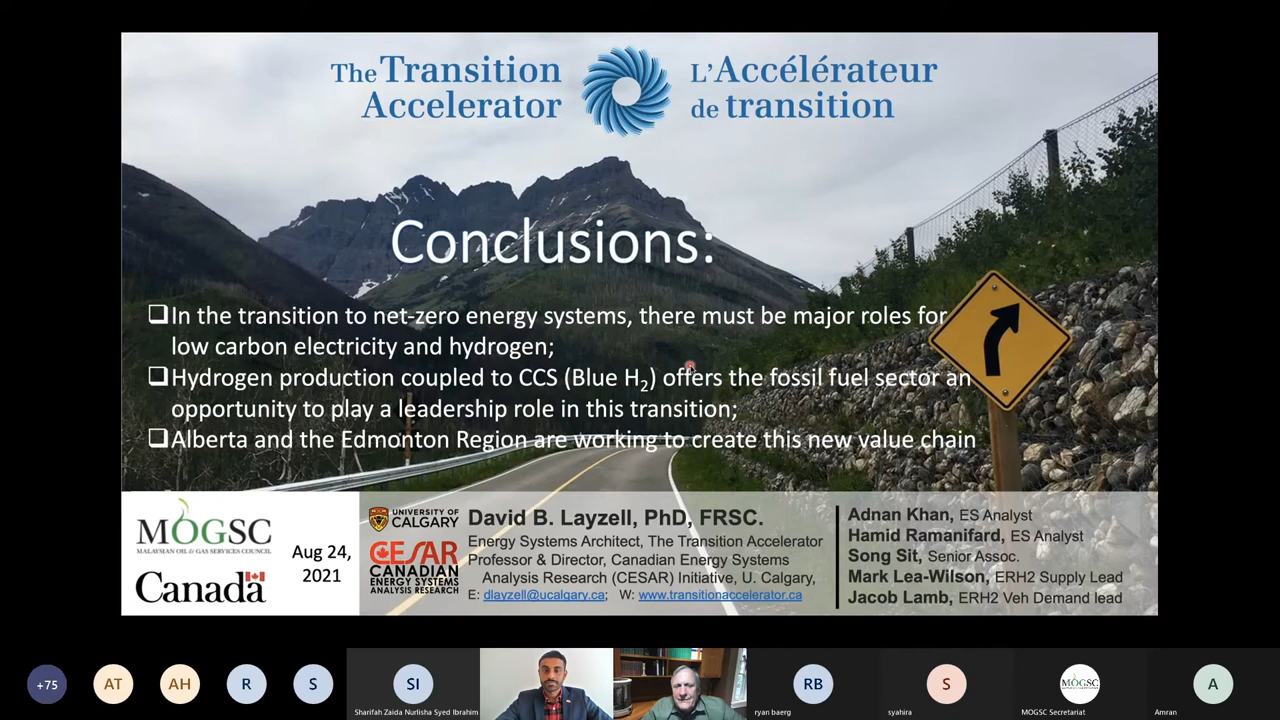 The Transition
Accelerator
L'Accélérateur
de transition
Conclusions:
❑In the transition to net-zero energy systems, there must be major roles for
low carbon electricity and hydrogen;
❑Hydrogen production coupled to CCS (Blue H₂) offers the fossil fuel sector an
opportunity to play a leadership role in this transition;
❑Alberta and the Edmonton Region are working to create this new value chain
MOGSC
MALAYSIAN OIL & GAS SERVICES COUNCIL
Canada
Aug 24,
2021
UNIVERSITY OF
CALGARY
CESAR
CANADIAN
ENERGY SYSTEMS
ANALYSIS RESEARCH
David B. Layzell, PhD, FRSC.
Energy Systems Architect, The Transition Accelerator
Professor & Director, Canadian Energy Systems
Analysis Research (CESAR) Initiative, U. Calgary,
E: dlayzell@ucalgary.ca; W: www.transitionaccelerator.ca
Adnan Khan, ES Analyst
Hamid Ramanifard, ES Analyst
Song Sit, Senior Assoc.
Mark Lea-Wilson, ERH2 Supply Lead
Jacob Lamb, ERH2 Veh Demand lead
+75
AT
AH
R
S
SI
Sharifah Zaida Nurlisha Syed Ibrahim
RB
ryan baerg
S
syahira
MOGSC
MOGSC Secretariat
A
Amran